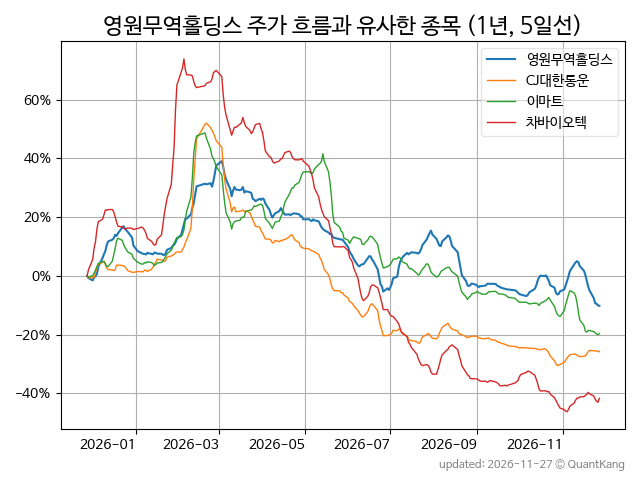 영원무역홀딩스 주가 흐름과 유사한 종목 (1년, 5일선)
영원무역홀딩스
CJ대한통운
이마트
차바이오텍
60%
40%
20%
0%
−20%
−40%
2026-01
2026-03
2026-05
2026-07
2026-09
2026-11
updated: 2026-11-27 © QuantKang